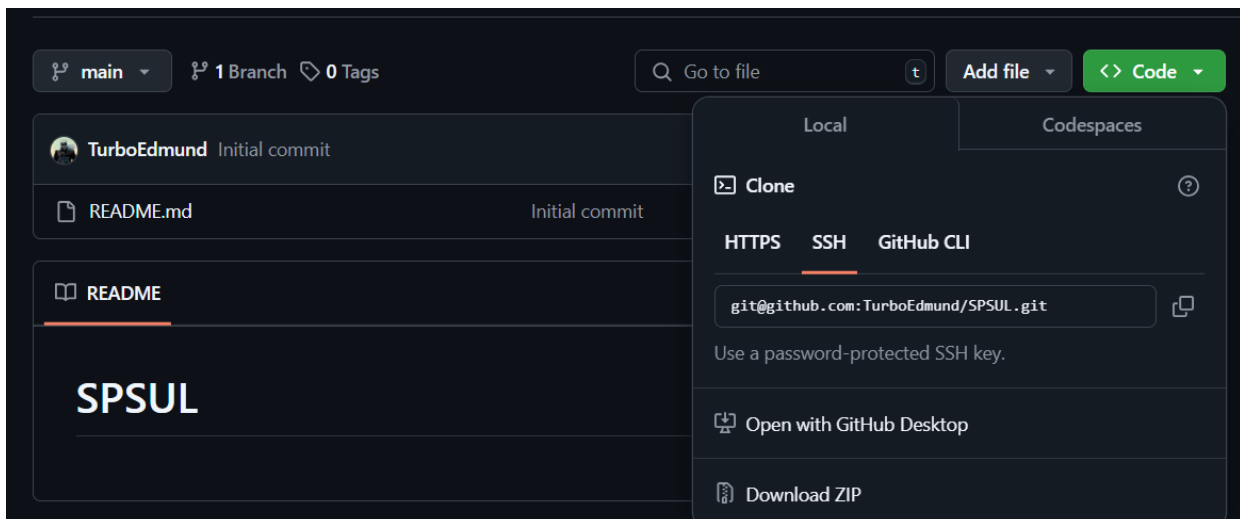 main 1 Branch 0 Tags Go to file t Add file Code
Local Codespaces
TurboEdmund Initial commit
Clone
README.md Initial commit
HTTPS SSH GitHub CLI
README
git@github.com:TurboEdmund/SPSUL.git
Use a password-protected SSH key.
SPSUL
Open with GitHub Desktop
Download ZIP